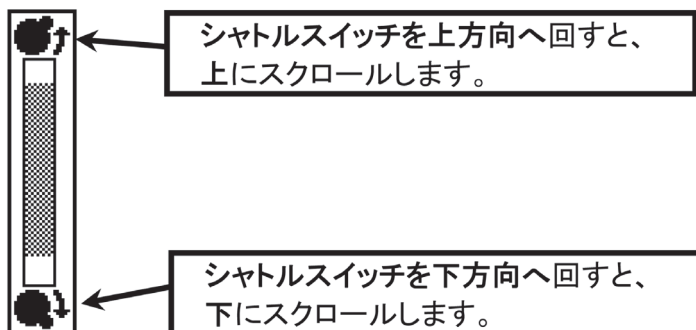 シャトルスイッチを上方向へ回すと、
上にスクロールします。
シャトルスイッチを下方向へ回すと、
下にスクロールします。